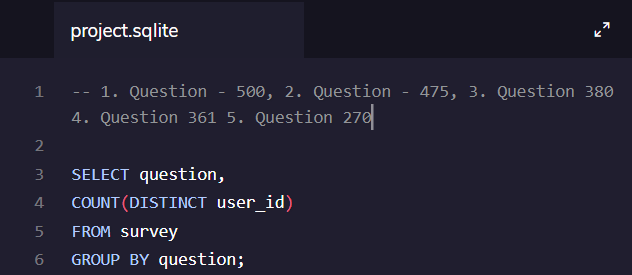 project.sqlite
1 -- 1. Question - 500, 2. Question - 475, 3. Question 380
4. Question 361 5. Question 270
2
3 SELECT question,
4 COUNT(DISTINCT user_id)
5 FROM survey
6 GROUP BY question;